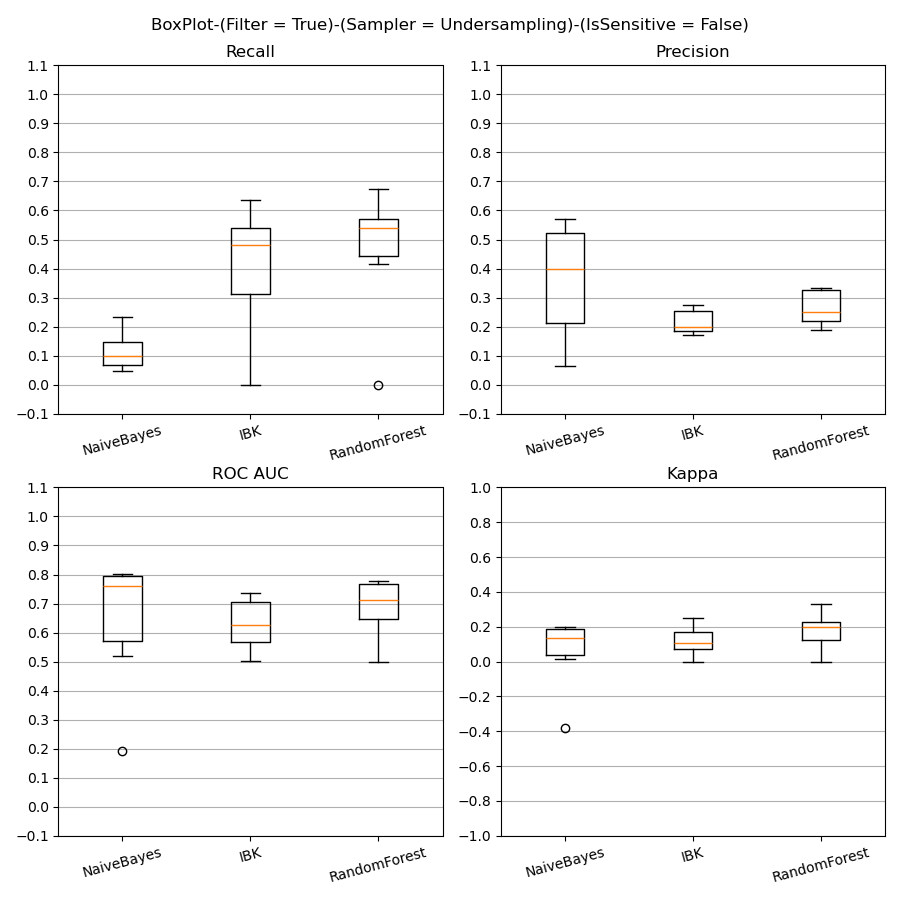 BoxPlot-(Filter = True)-(Sampler = Undersampling)-(IsSensitive = False)
Recall
1.1
1.0
0.9
0.8
0.7
0.6
0.5
0.4
0.3
0.2
0.1
0.0
−0.1
NaiveBayes
IBK
RandomForest
Precision
1.1
1.0
0.9
0.8
0.7
0.6
0.5
0.4
0.3
0.2
0.1
0.0
−0.1
NaiveBayes
IBK
RandomForest
ROC AUC
1.1
1.0
0.9
0.8
0.7
0.6
0.5
0.4
0.3
0.2
0.1
0.0
−0.1
NaiveBayes
IBK
RandomForest
Kappa
1.0
0.8
0.6
0.4
0.2
0.0
−0.2
−0.4
−0.6
−0.8
−1.0
NaiveBayes
IBK
RandomForest